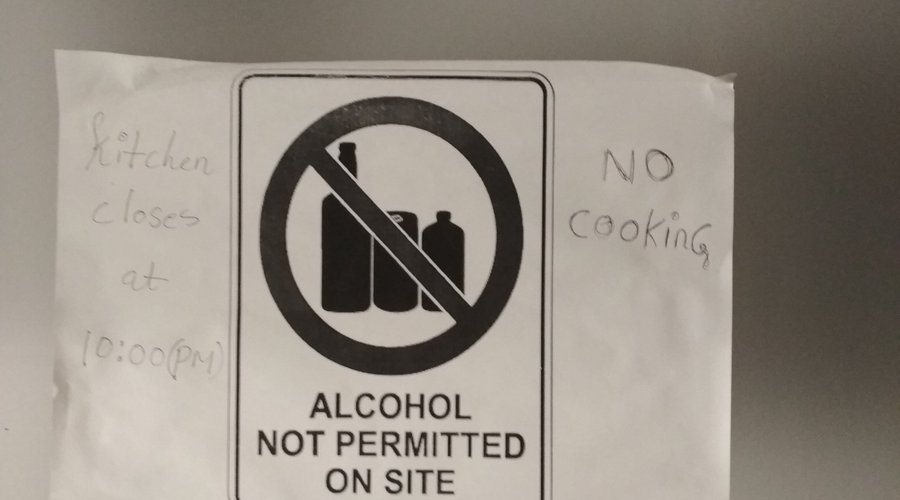 Kitchen
closes
at
10:00(PM)
ALCOHOL
NOT PERMITTED
ON SITE
NO
COOKING